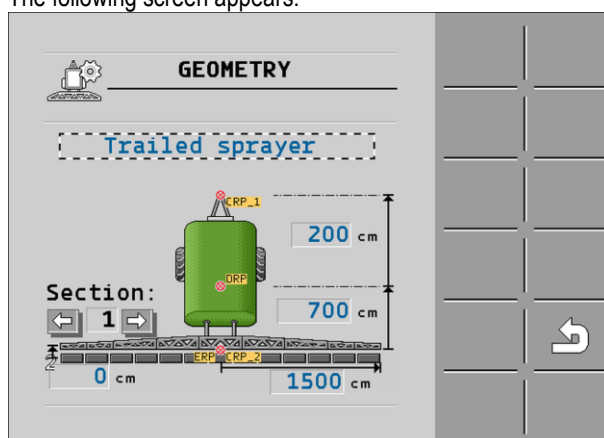 The following screen appears:
GEOMETRY
Trailed sprayer
CRP_1
200 cm
DRP
Section:
700 cm
1
ERP CRP_2
2
0 cm
1500 cm